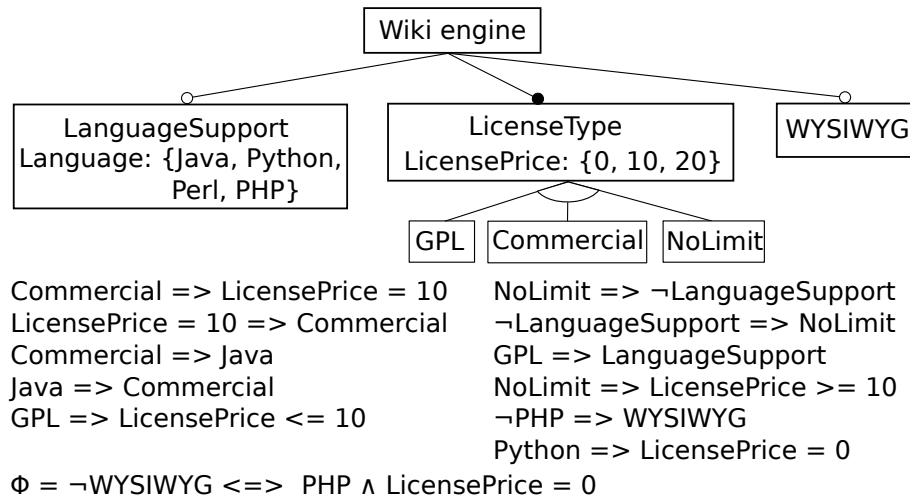 Wiki engine
LanguageSupport
Language: {Java, Python,
Perl, PHP}
LicenseType
LicensePrice: {0, 10, 20}
WYSIWYG
GPL
Commercial
NoLimit
Commercial => LicensePrice = 10
LicensePrice = 10 => Commercial
Commercial => Java
Java => Commercial
GPL => LicensePrice <= 10
NoLimit => ¬LanguageSupport
¬LanguageSupport => NoLimit
GPL => LanguageSupport
NoLimit => LicensePrice >= 10
¬PHP => WYSIWYG
Python => LicensePrice = 0
Φ = ¬WYSIWYG <=> PHP ∧ LicensePrice = 0